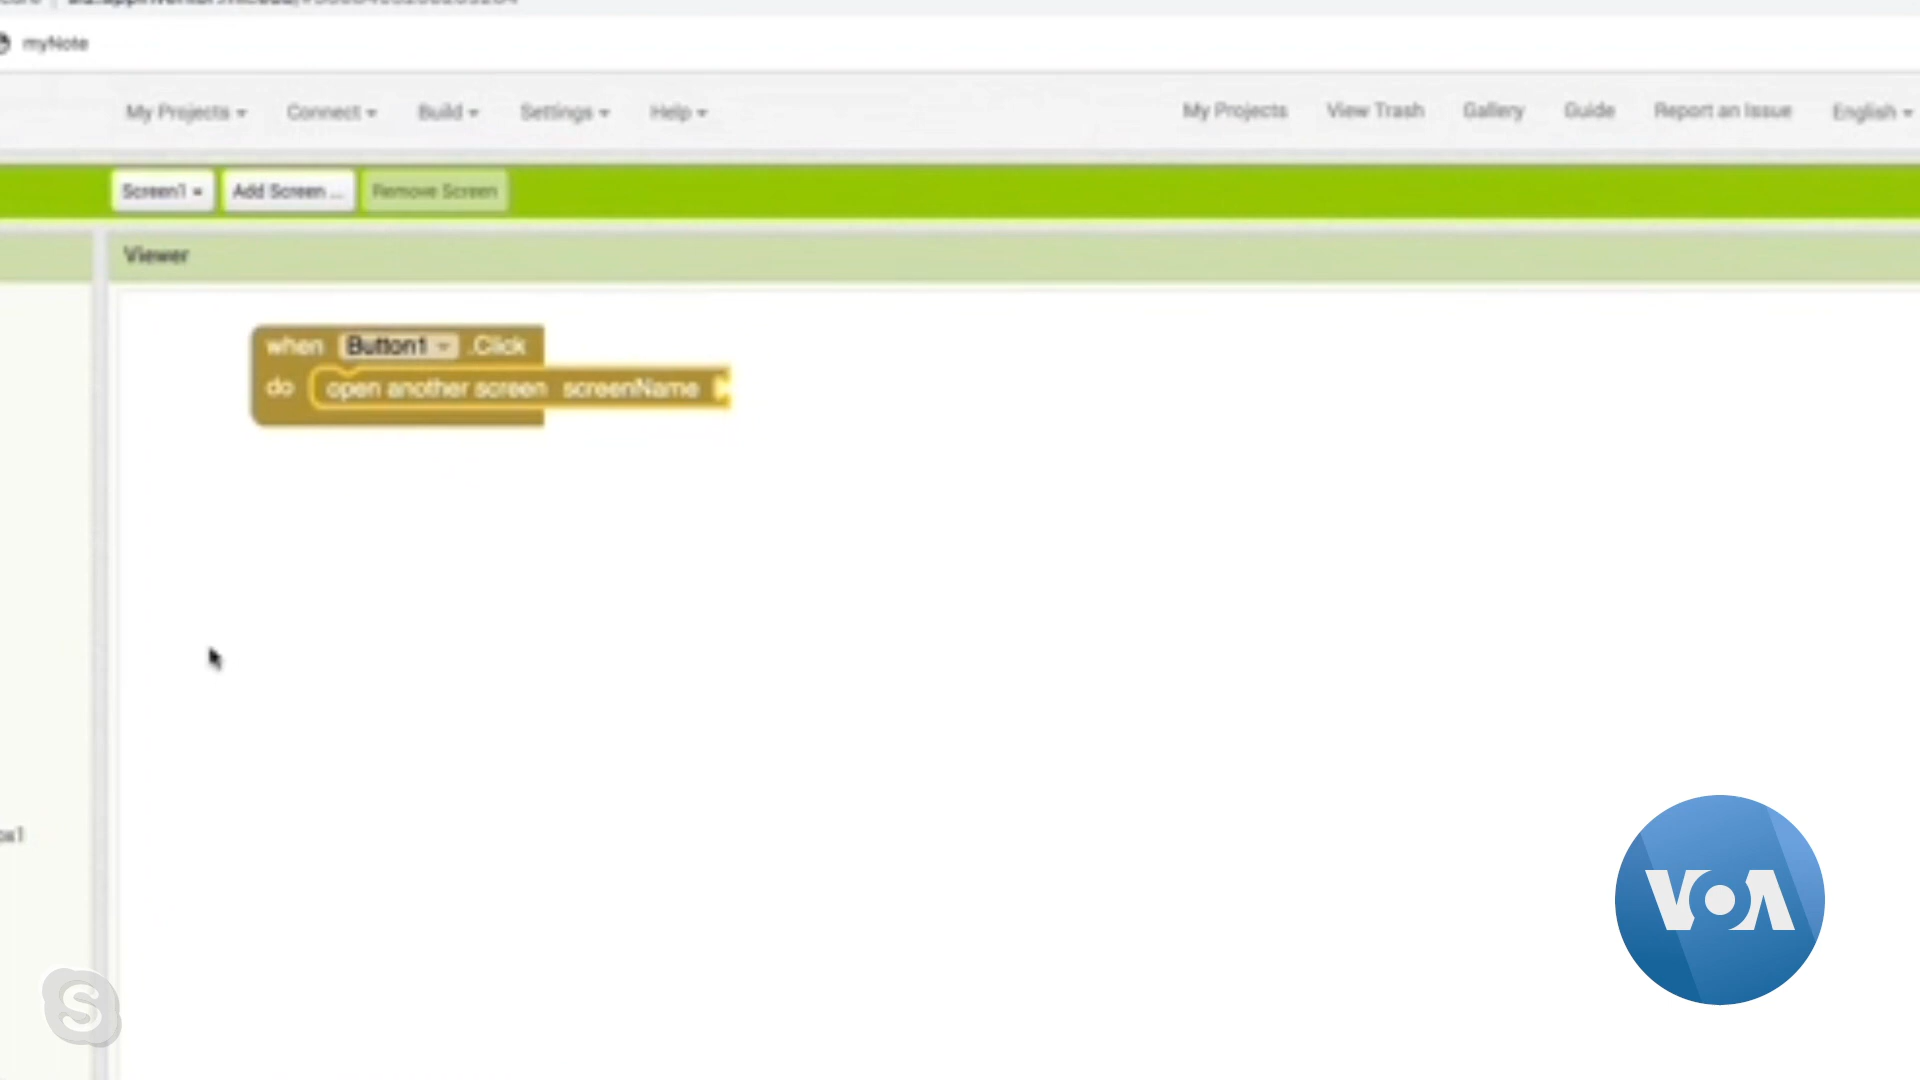 myNote
My Projects Connect Build Settings Help My Projects View Trash Gallery Guide Report an Issue English
Screen1 Add Screen ... Remove Screen
Viewer
when Button1 .Click
do open another screen screenName
VOA
S